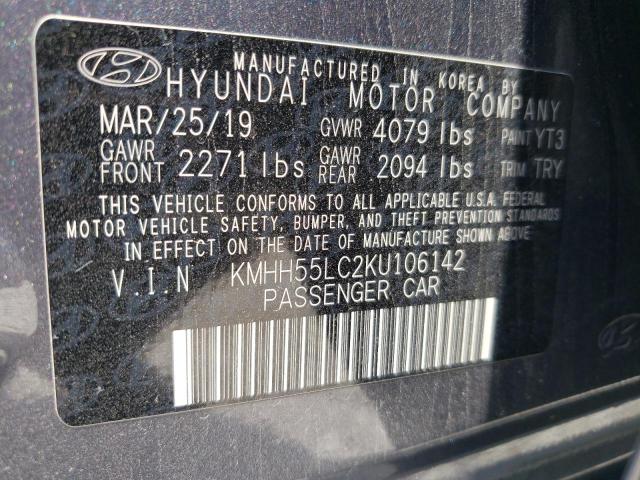 MANUFACTURED IN KOREA BY
HYUNDAI MOTOR COMPANY
MAR/25/19 GVWR 4079 lbs PAINT YT3
GAWR FRONT 2271 lbs GAWR REAR 2094 lbs TRIM TRY
THIS VEHICLE CONFORMS TO ALL APPLICABLE U.S.A. FEDERAL
MOTOR VEHICLE SAFETY, BUMPER, AND THEFT PREVENTION STANDARDS
IN EFFECT ON THE DATE OF MANUFACTURE SHOWN ABOVE.
V.I.N KMHH55LC2KU106142
PASSENGER CAR